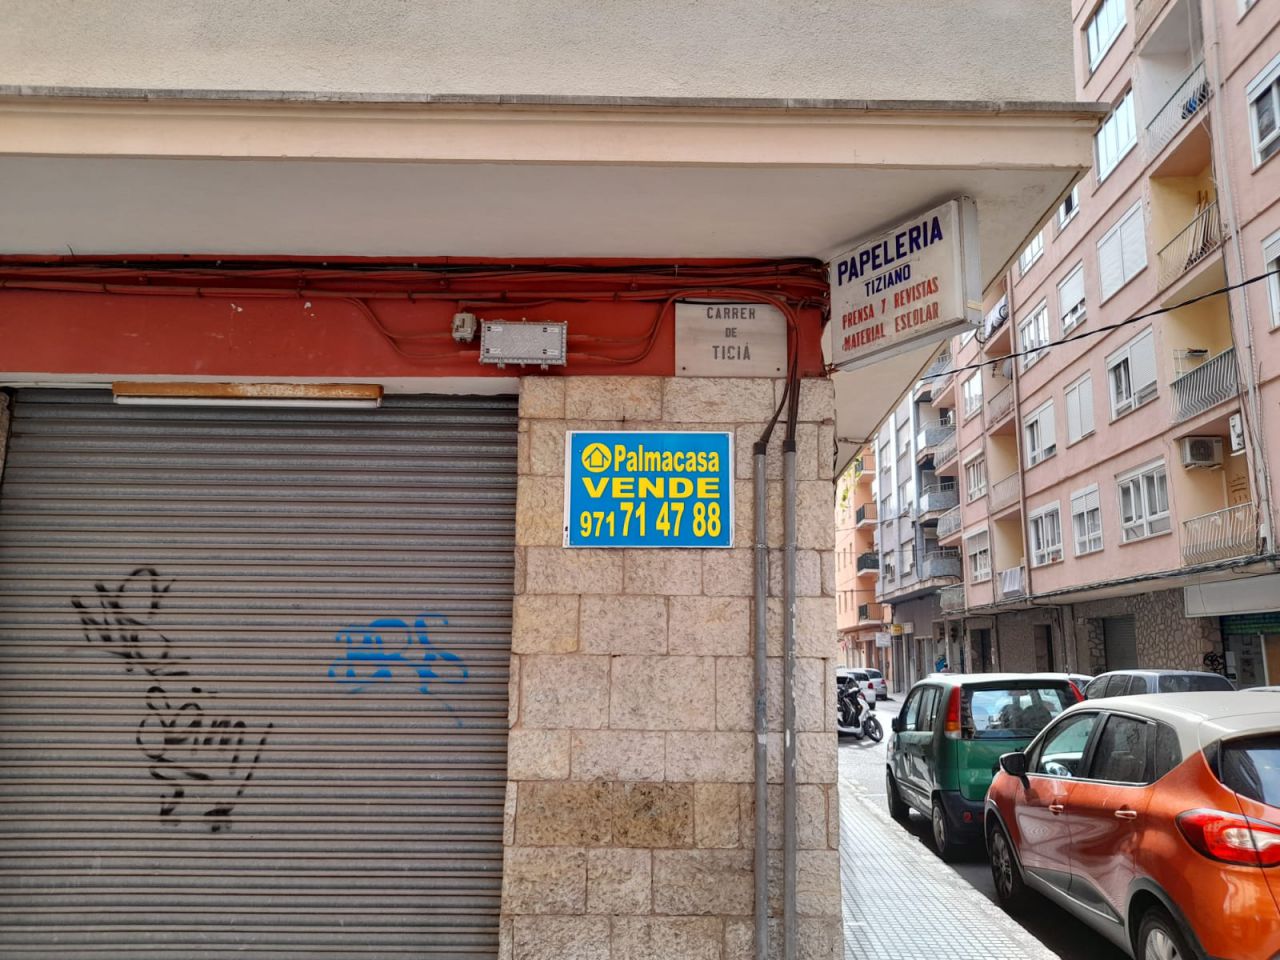 PAPELERIA
TIZIANO
PRENSA Y REVISTAS
MATERIAL ESCOLAR
CARRER
DE
TICIÀ
Palmacasa
VENDE
971 71 47 88